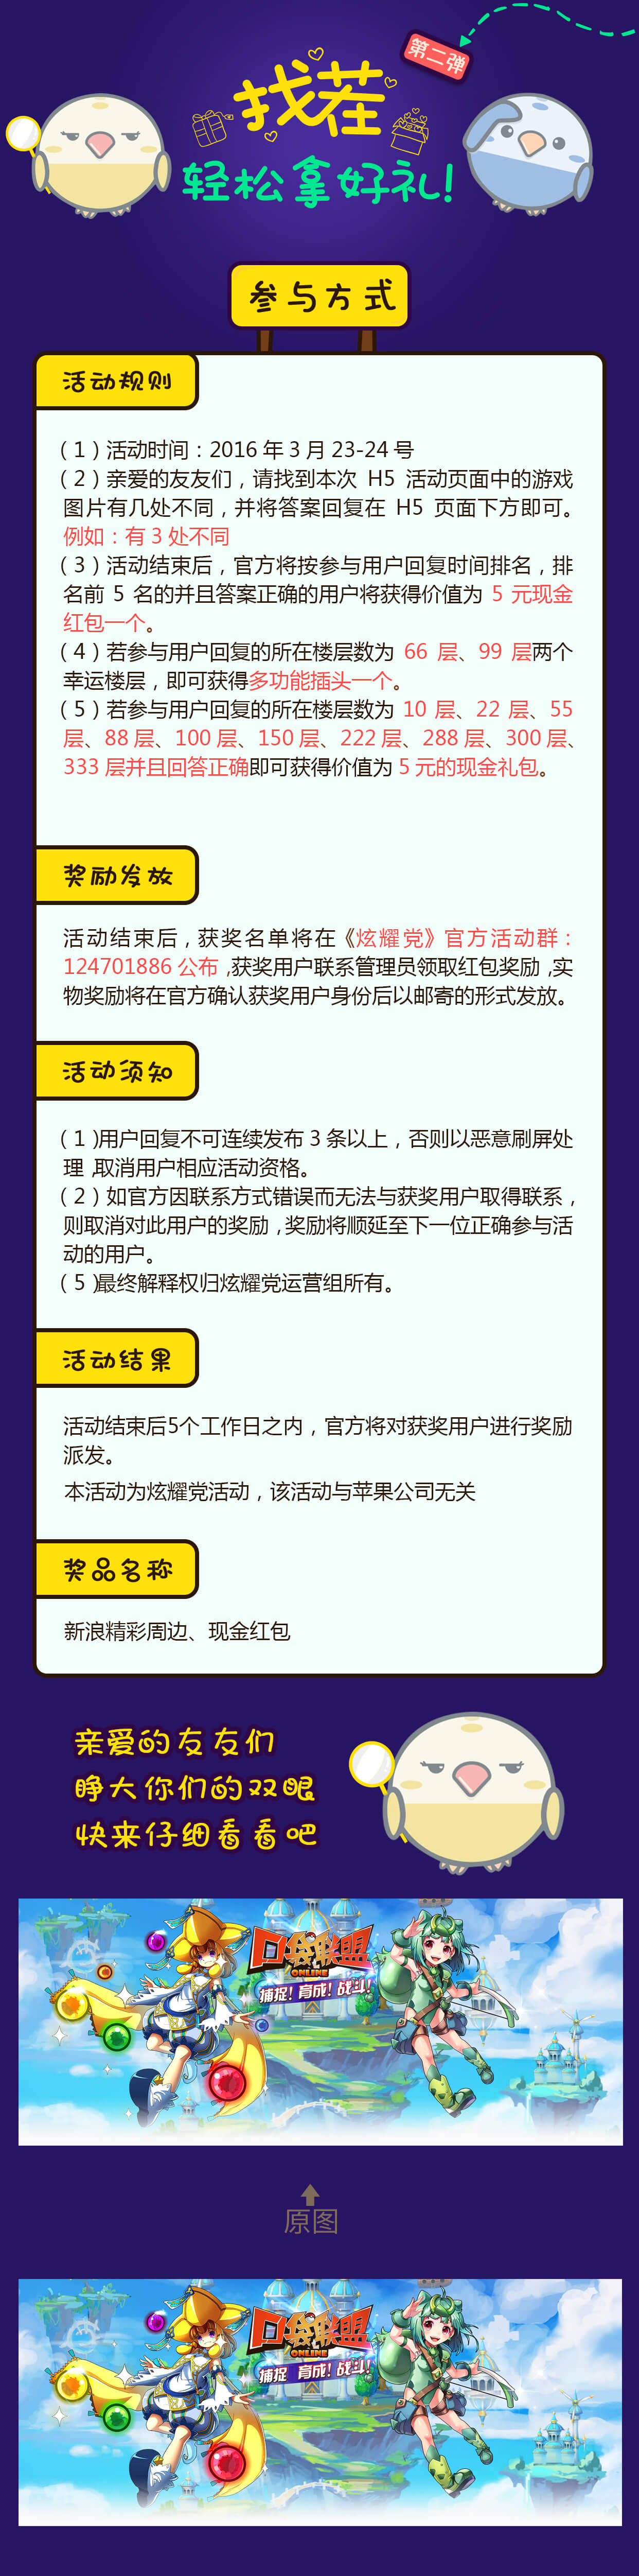 第二弹
找茬
轻松拿好礼!
参与方式
活动规则
（1）活动时间：2016 年 3 月 23-24 号
（2）亲爱的友友们，请找到本次 H5 活动页面中的游戏
图片有几处不同，并将答案回复在 H5 页面下方即可。
例如：有 3 处不同
（3）活动结束后，官方将按参与用户回复时间排名，排
名前 5 名的并且答案正确的用户将获得价值为 5 元现金
红包一个。
（4）若参与用户回复的所在楼层数为 66 层、99 层两个
幸运楼层，即可获得多功能插头一个。
（5）若参与用户回复的所在楼层数为 10 层、22 层、55
层、88 层、100 层、150 层、222 层、288 层、300 层、
333 层并且回答正确即可获得价值为 5 元的现金礼包。
奖励发放
活动结束后，获奖名单将在《炫耀党》官方活动群：
124701886 公布，获奖用户联系管理员领取红包奖励，实
物奖励将在官方确认获奖用户身份后以邮寄的形式发放。
活动须知
（1）用户回复不可连续发布 3 条以上，否则以恶意刷屏处
理，取消用户相应活动资格。
（2）如官方因联系方式错误而无法与获奖用户取得联系，
则取消对此用户的奖励，奖励将顺延至下一位正确参与活
动的用户。
（5）最终解释权归炫耀党运营组所有。
活动结果
活动结束后5个工作日之内，官方将对获奖用户进行奖励
派发。
本活动为炫耀党活动，该活动与苹果公司无关
奖品名称
新浪精彩周边、现金红包
亲爱的友友们
睁大你们的双眼
快来仔细看看吧
口袋联盟
ONLINE
捕捉! 育成! 战斗!
原图
口袋联盟
ONLINE
捕捉 育成! 战斗!